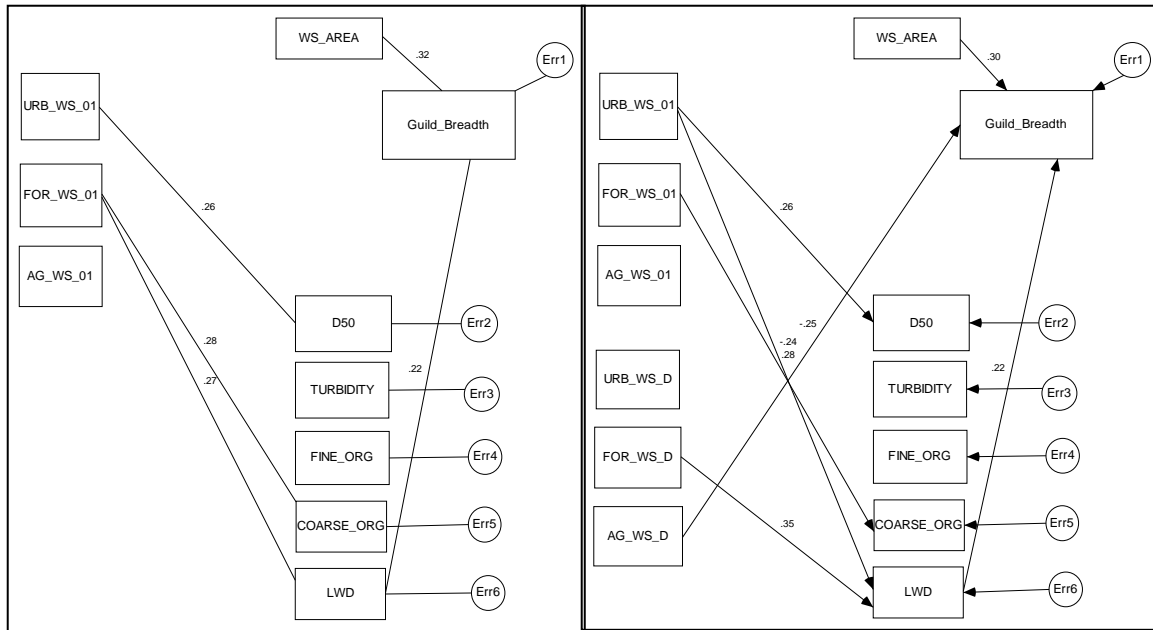 WS_AREA
.32
Err1
URB_WS_01
Guild_Breadth
FOR_WS_01
.26
AG_WS_01
D50
Err2
.28
.22
.27
TURBIDITY
Err3
FINE_ORG
Err4
COARSE_ORG
Err5
LWD
Err6
WS_AREA
.30
Err1
URB_WS_01
Guild_Breadth
FOR_WS_01
.26
AG_WS_01
-.25
D50
Err2
-.24
.28
.22
URB_WS_D
TURBIDITY
Err3
FOR_WS_D
FINE_ORG
Err4
.35
AG_WS_D
COARSE_ORG
Err5
LWD
Err6